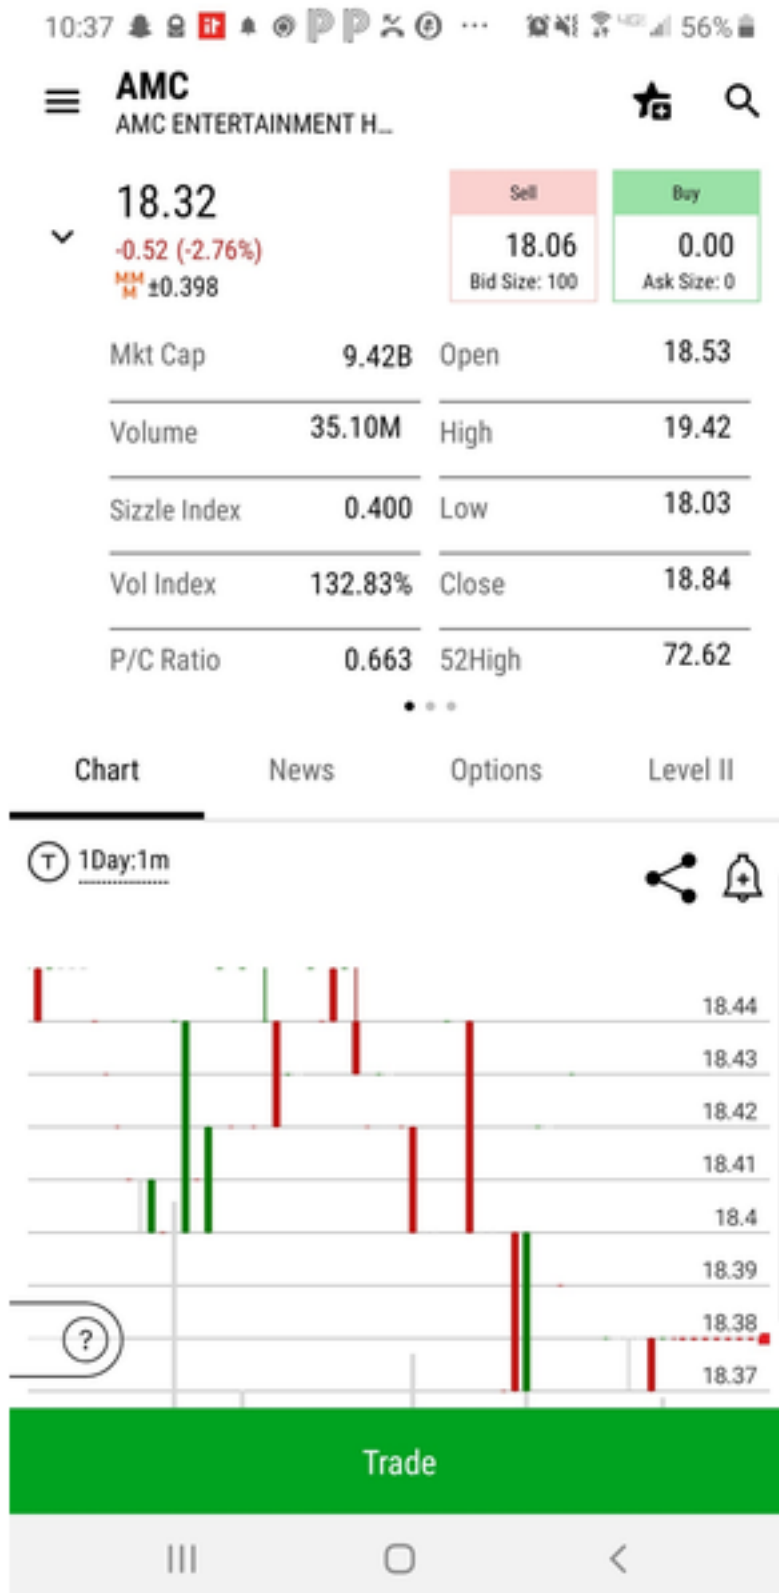 10:37 56%
AMC
AMC ENTERTAINMENT H...
18.32
-0.52 (-2.76%)
MM
M ±0.398
Sell
18.06
Bid Size: 100
Buy
0.00
Ask Size: 0
Mkt Cap 9.42B Open 18.53
Volume 35.10M High 19.42
Sizzle Index 0.400 Low 18.03
Vol Index 132.83% Close 18.84
P/C Ratio 0.663 52High 72.62
Chart News Options Level II
T 1Day:1m
18.44
18.43
18.42
18.41
18.4
18.39
18.38
18.37
?
Trade